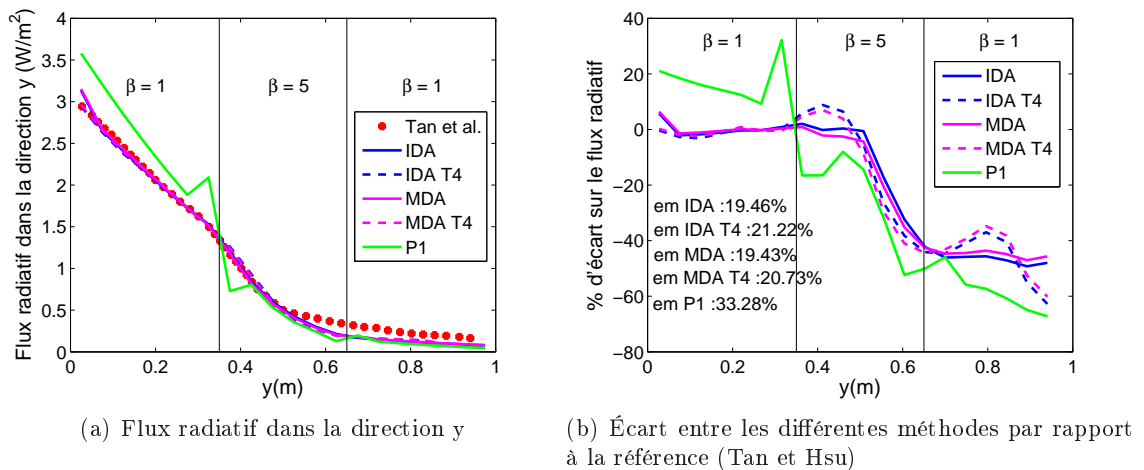 Flux radiatif dans la direction y (W/m²)
4
3.5
3
2.5
2
1.5
1
0.5
0
β = 1
β = 5
β = 1
Tan et al.
IDA
IDA T4
MDA
MDA T4
P1
0
0.2
0.4
0.6
0.8
1
y(m)
(a) Flux radiatif dans la direction y
% d'écart sur le flux radiatif
40
20
0
−20
−40
−60
−80
β = 1
β = 5
β = 1
IDA
IDA T4
MDA
MDA T4
P1
em IDA :19.46%
em IDA T4 :21.22%
em MDA :19.43%
em MDA T4 :20.73%
em P1 :33.28%
0
0.2
0.4
0.6
0.8
1
y(m)
(b) Écart entre les différentes méthodes par rapport
à la référence (Tan et Hsu)